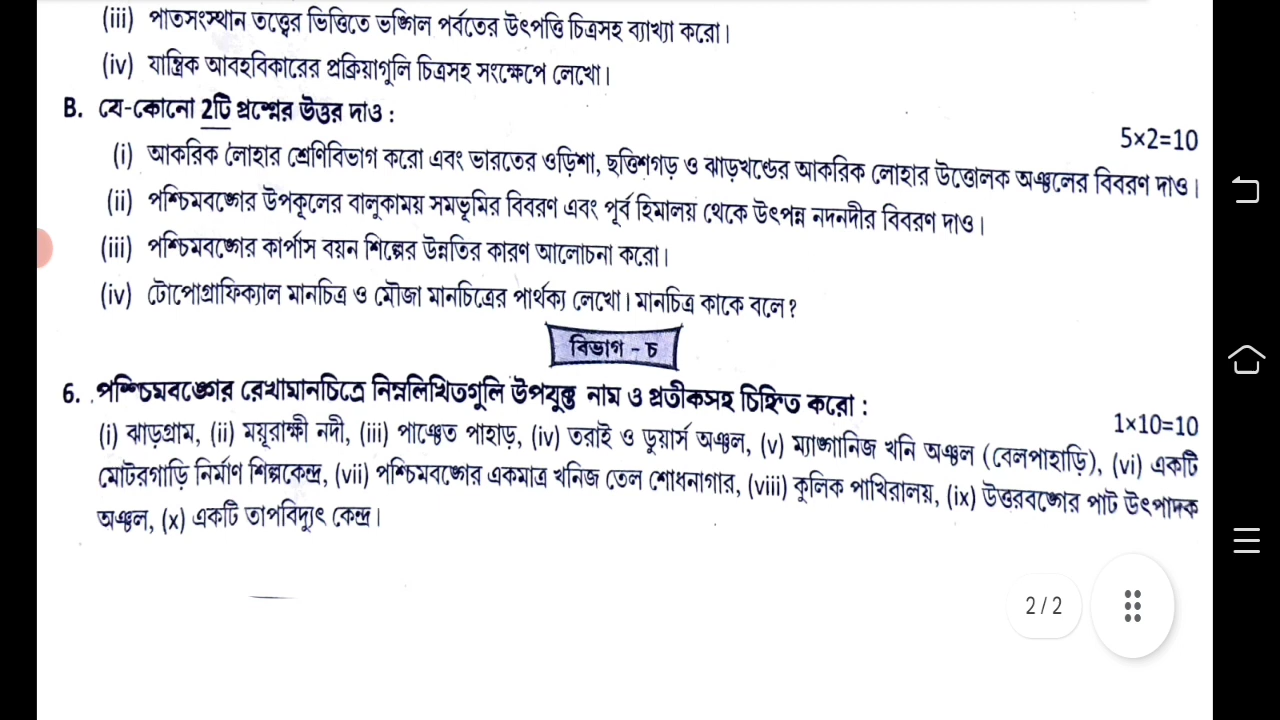 (iii) পাতসংস্থান তত্ত্বের ভিত্তিতে ভঙ্গিল পর্বতের উৎপত্তি চিত্রসহ ব্যাখ্যা করো।
(iv) যান্ত্রিক আবহবিকারের প্রক্রিয়াগুলি চিত্রসহ সংক্ষেপে লেখো।
B. যে-কোনো 2টি প্রশ্নের উত্তর দাও : 5×2=10
(i) আকরিক লোহার শ্রেণিবিভাগ করো এবং ভারতের ওড়িশা, ছত্তিশগড় ও ঝাড়খণ্ডের আকরিক লোহার উত্তোলক অঞ্চলের বিবরণ দাও।
(ii) পশ্চিমবঙ্গের উপকূলের বালুকাময় সমভূমির বিবরণ এবং পূর্ব হিমালয় থেকে উৎপন্ন নদনদীর বিবরণ দাও।
(iii) পশ্চিমবঙ্গের কার্পাস বয়ন শিল্পের উন্নতির কারণ আলোচনা করো।
(iv) টোপোগ্রাফিক্যাল মানচিত্র ও মৌজা মানচিত্রের পার্থক্য লেখো। মানচিত্র কাকে বলে?
বিভাগ - চ
6. পশ্চিমবঙ্গের রেখামানচিত্রে নিম্নলিখিতগুলি উপযুক্ত নাম ও প্রতীকসহ চিহ্নিত করো : 1×10=10
(i) ঝাড়গ্রাম, (ii) ময়ূরাক্ষী নদী, (iii) পাঞ্চেত পাহাড়, (iv) তরাই ও ডুয়ার্স অঞ্চল, (v) ম্যাঙ্গানিজ খনি অঞ্চল (বেলপাহাড়ি), (vi) একটি
মোটরগাড়ি নির্মাণ শিল্পকেন্দ্র, (vii) পশ্চিমবঙ্গের একমাত্র খনিজ তেল শোধনাগার, (viii) কুলিক পাখিরালয়, (ix) উত্তরবঙ্গের পাট উৎপাদক
অঞ্চল, (x) একটি তাপবিদ্যুৎ কেন্দ্র।
2 / 2